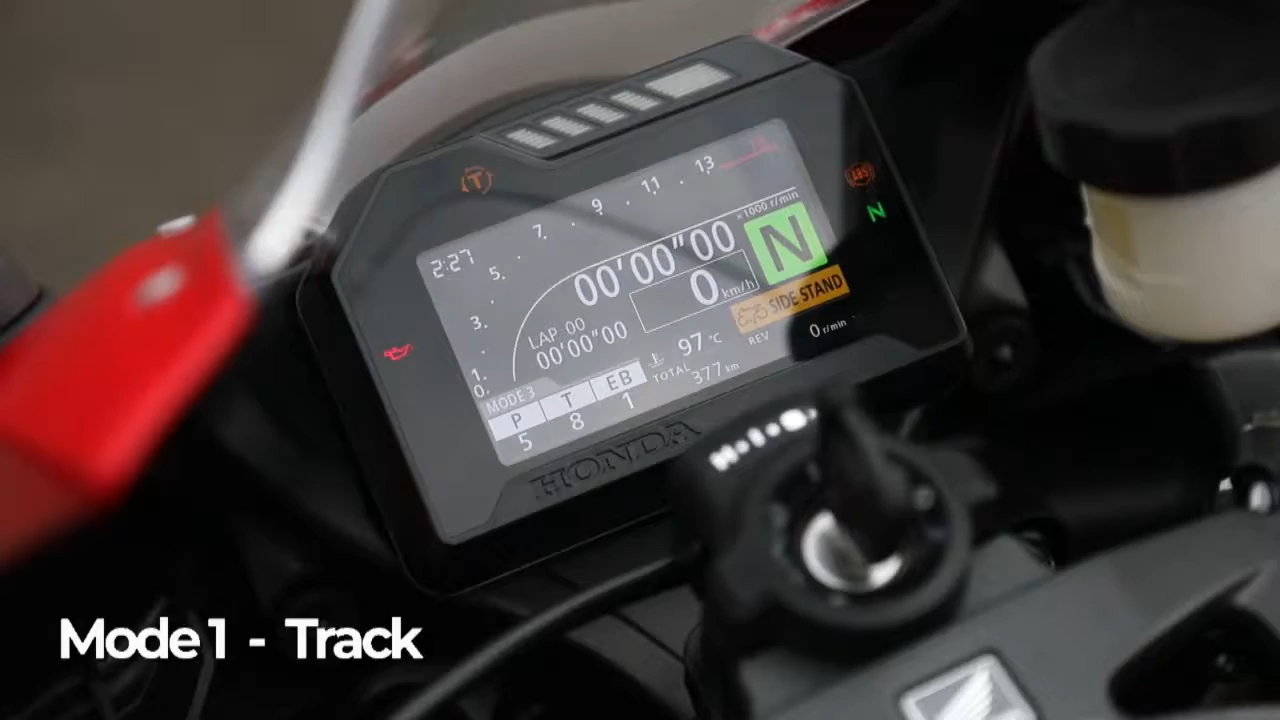 2:27
0.
1.
3.
5.
7.
9
11
13
×1000 r/min
00'00"00
N
0 km/h
SIDE STAND
LAP 00
00'00"00
97 °C
REV
0 r/min
TOTAL
377 km
MODE 3
P T EB
5 8 1
T
ABS
N
HONDA
Mode 1 - Track